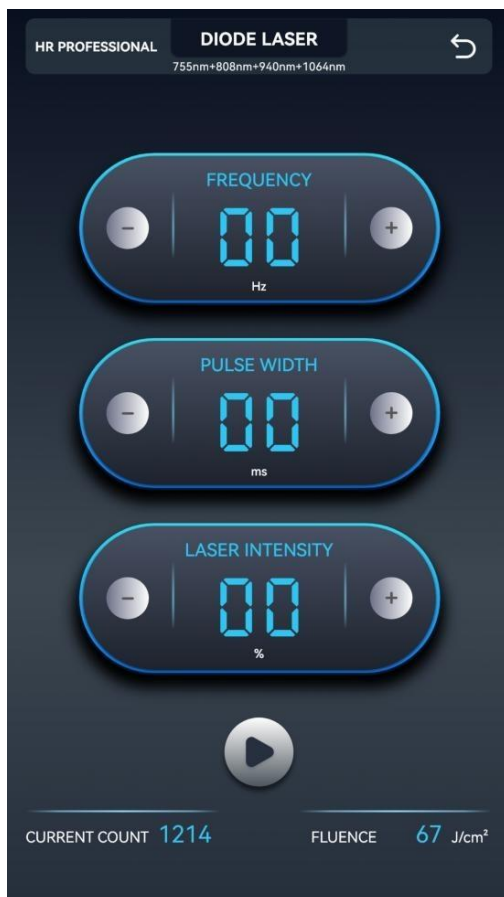 HR PROFESSIONAL
DIODE LASER
755nm+808nm+940nm+1064nm
FREQUENCY
- 00 +
Hz
PULSE WIDTH
- 00 +
ms
LASER INTENSITY
- 00 +
%
CURRENT COUNT 1214
FLUENCE 67 J/cm²